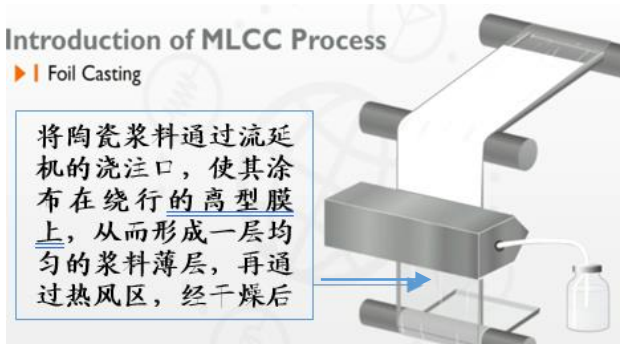 Introduction of MLCC Process
Foil Casting
将陶瓷浆料通过流延
机的浇注口，使其涂
布在绕行的离型膜
上，从而形成一层均
匀的浆料薄层，再通
过热风区，经干燥后